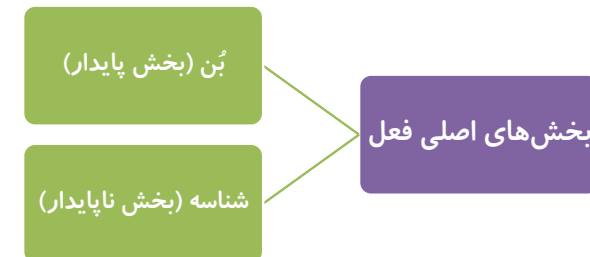 بخش‌های اصلی فعل
بُن (بخش پایدار)
شناسه (بخش ناپایدار)